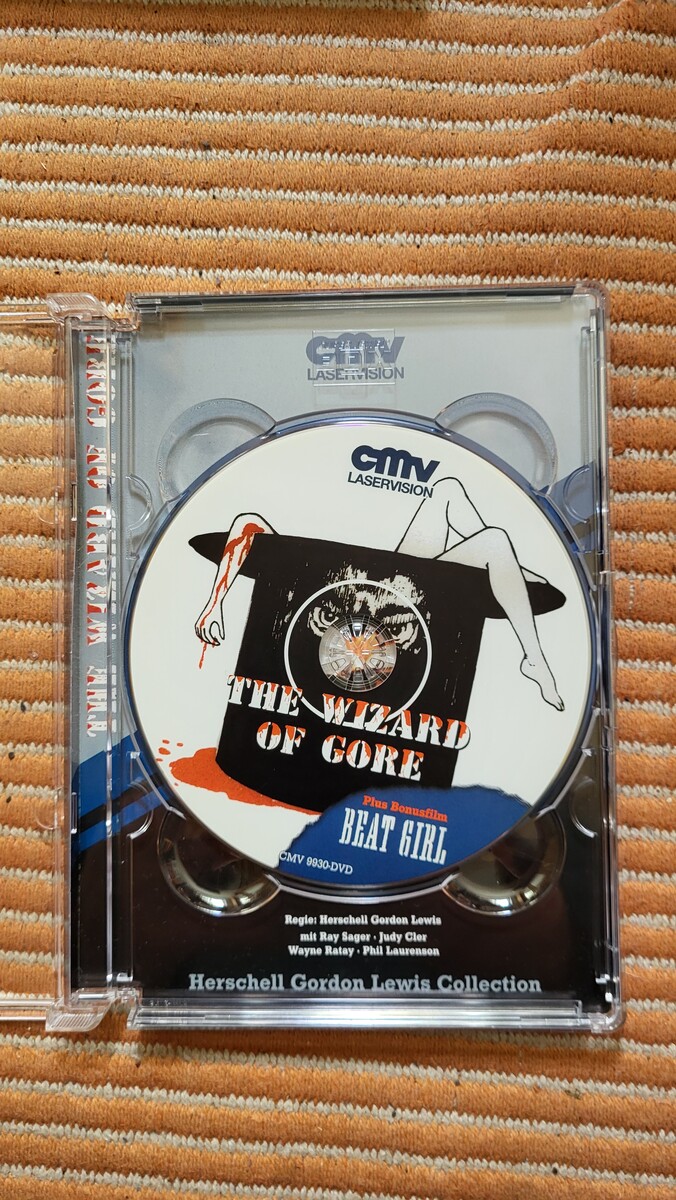 cmv
LASERVISION
THE WIZARD OF GORE
cmv
LASERVISION
THE WIZARD
OF GORE
Plus Bonusfilm
BEAT GIRL
CMV 9930-DVD
Regie: Herschell Gordon Lewis
mit Ray Sager · Judy Cler
Wayne Ratay · Phil Laurenson
Herschell Gordon Lewis Collection